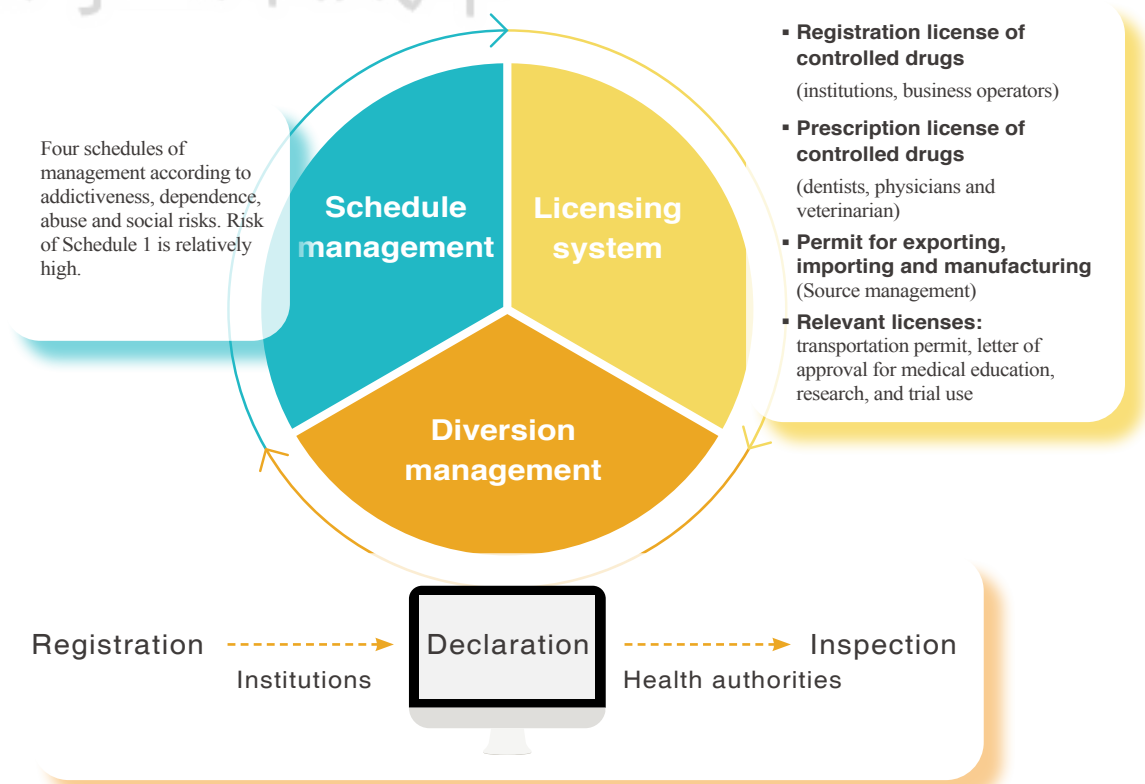 Four schedules of
management according to
addictiveness, dependence,
abuse and social risks. Risk
of Schedule 1 is relatively
high.
Schedule
management
Licensing
system
Diversion
management
▪ Registration license of
controlled drugs
(institutions, business operators)
▪ Prescription license of
controlled drugs
(dentists, physicians and
veterinarian)
▪ Permit for exporting,
importing and manufacturing
(Source management)
▪ Relevant licenses:
transportation permit, letter of
approval for medical education,
research, and trial use
Registration
Institutions
Declaration
Health authorities
Inspection